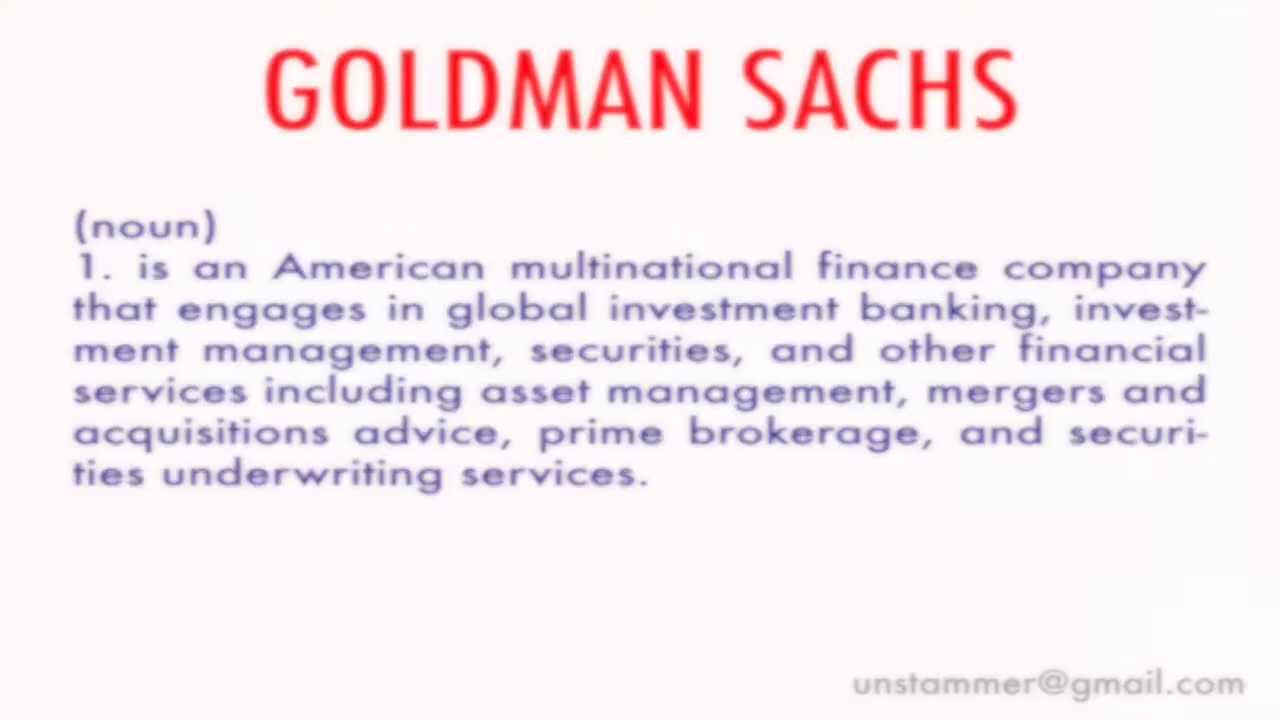 GOLDMAN SACHS
(noun)
1. is an American multinational finance company
that engages in global investment banking, invest-
ment management, securities, and other financial
services including asset management, mergers and
acquisitions advice, prime brokerage, and securi-
ties underwriting services.
unstammer@gmail.com